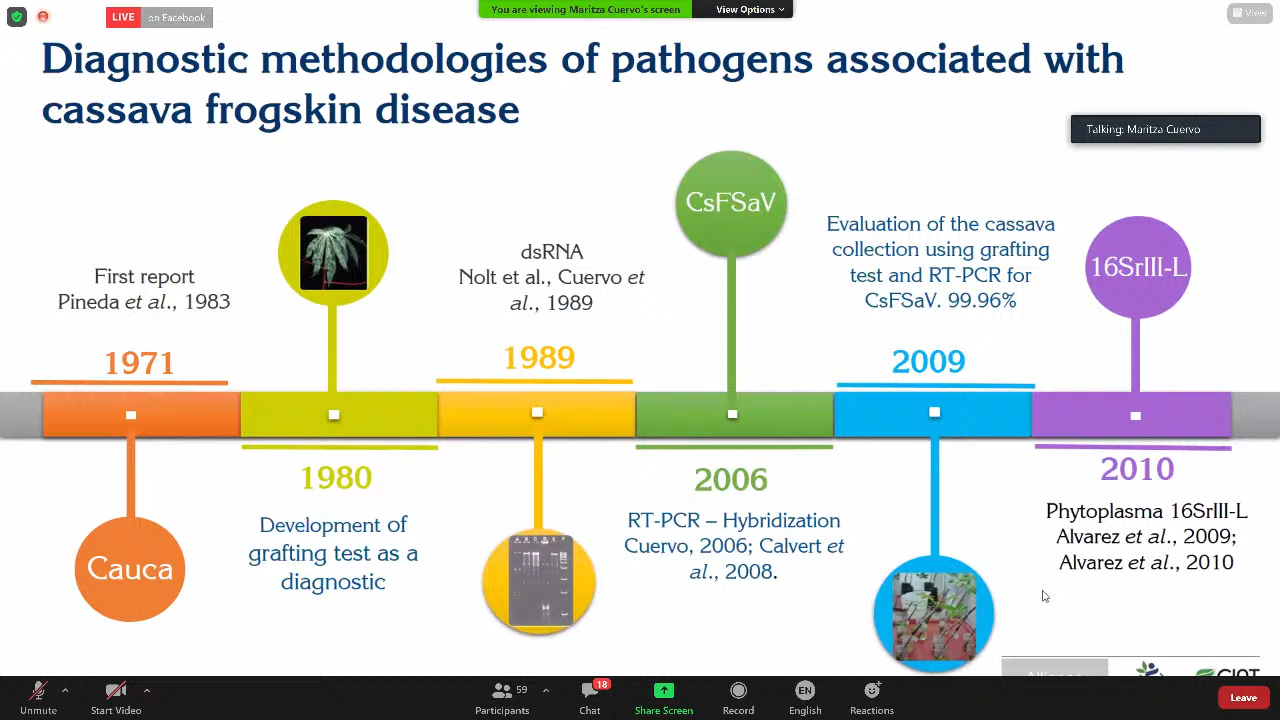 LIVE on Facebook
You are viewing Maritza Cuervo's screen
View Options
View
Diagnostic methodologies of pathogens associated with
cassava frogskin disease
Talking: Maritza Cuervo
First report
Pineda et al., 1983
1971
Cauca
1980
Development of
grafting test as a
diagnostic
dsRNA
Nolt et al., Cuervo et
al., 1989
1989
CsFSaV
2006
RT-PCR – Hybridization
Cuervo, 2006; Calvert et
al., 2008.
Evaluation of the cassava
collection using grafting
test and RT-PCR for
CsFSaV. 99.96%
2009
16SrIII-L
2010
Phytoplasma 16SrIII-L
Alvarez et al., 2009;
Alvarez et al., 2010
Unmute
Start Video
59
Participants
18
Chat
Share Screen
Record
EN
English
Reactions
Leave